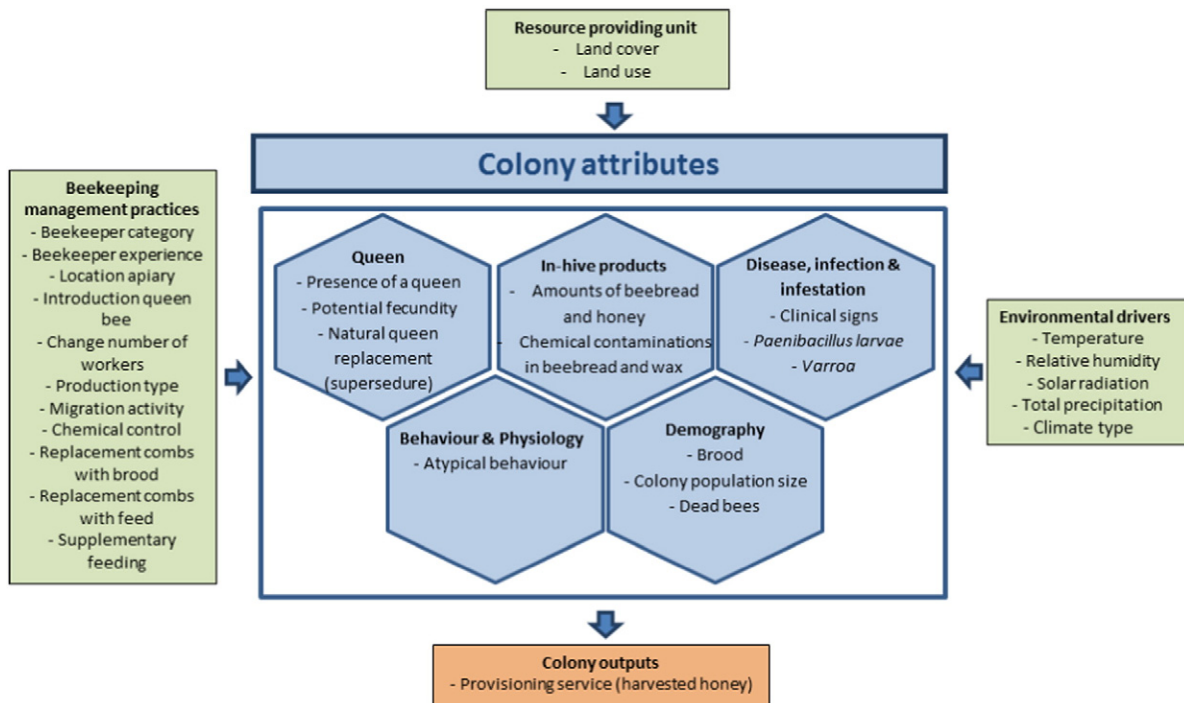 Resource providing unit
- Land cover
- Land use
Colony attributes
Beekeeping
management practices
- Beekeeper category
- Beekeeper experience
- Location apiary
- Introduction queen
bee
- Change number of
workers
- Production type
- Migration activity
- Chemical control
- Replacement combs
with brood
- Replacement combs
with feed
- Supplementary
feeding
Queen
- Presence of a queen
- Potential fecundity
- Natural queen
replacement
(supersedure)
In-hive products
- Amounts of beebread
and honey
- Chemical contaminations
in beebread and wax
Disease, infection &
infestation
- Clinical signs
- Paenibacillus larvae
- Varroa
Behaviour & Physiology
- Atypical behaviour
Demography
- Brood
- Colony population size
- Dead bees
Environmental drivers
- Temperature
- Relative humidity
- Solar radiation
- Total precipitation
- Climate type
Colony outputs
- Provisioning service (harvested honey)